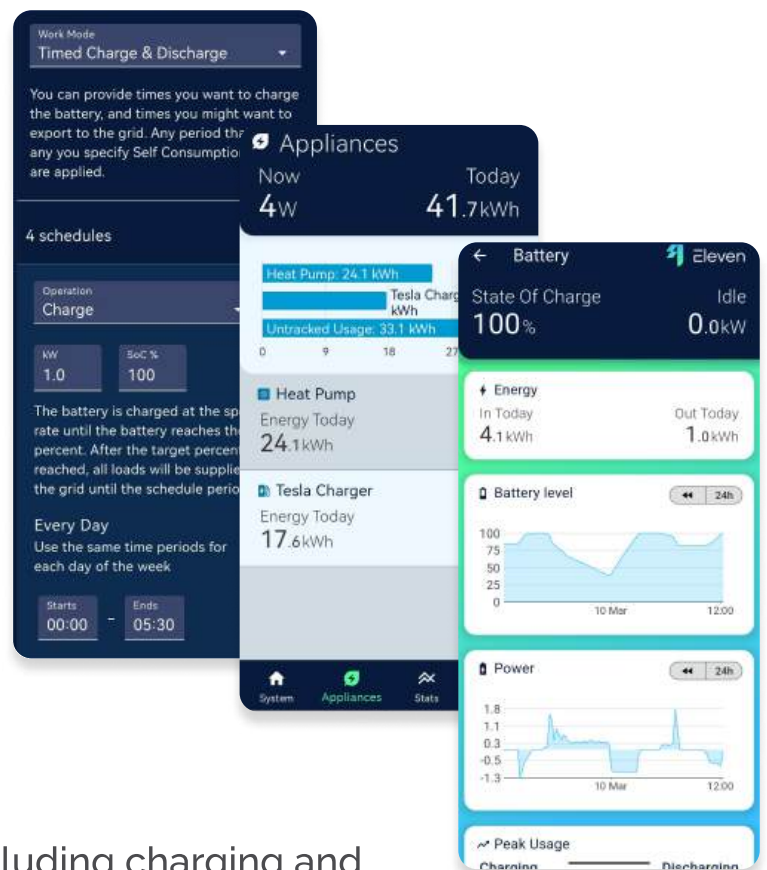 Work Mode
Timed Charge & Discharge
You can provide times you want to charge
the battery, and times you might want to
export to the grid. Any period tha
any you specify Self Consumptio
are applied.
4 schedules
Operation
Charge
kW
1.0
SoC %
100
The battery is charged at the sp
rate until the battery reaches the
percent. After the target percen
reached, all loads will be supplie
the grid until the schedule perio
Every Day
Use the same time periods for
each day of the week
Starts
00:00
-
Ends
05:30
Appliances
Now
4W
Today
41.7kWh
Heat Pump: 24.1 kWh
Tesla Charg
kWh
Untracked Usage: 33.1 kWh
0 9 18 27
Heat Pump
Energy Today
24.1kWh
Tesla Charger
Energy Today
17.6kWh
System Appliances Stats
Battery
Eleven
State Of Charge
100%
Idle
0.0kW
Energy
In Today
4.1kWh
Out Today
1.0kWh
Battery level
24h
100
75
50
25
0
10 Mar 12:00
Power
24h
1.8
1.1
0.3
-0.5
-1.3
10 Mar 12:00
Peak Usage
Charging Discharging
luding charging and